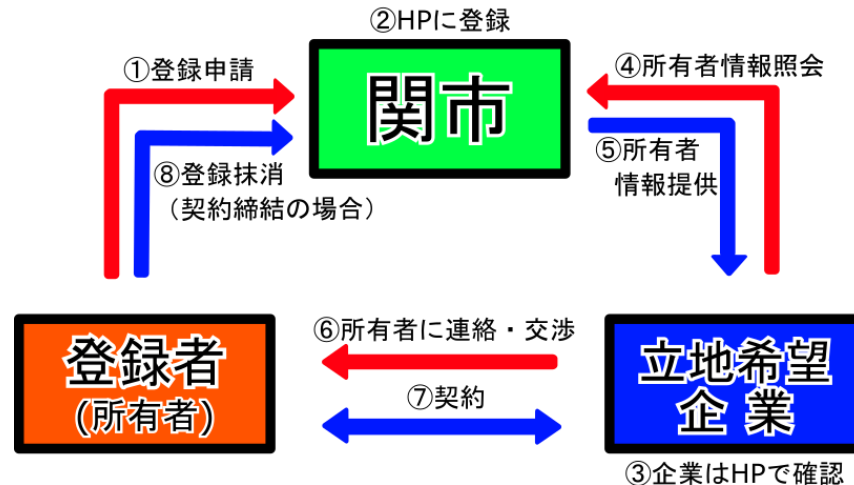 ②HPに登録
①登録申請
④所有者情報照会
関市
⑧登録抹消
（契約締結の場合）
⑤所有者
情報提供
⑥所有者に連絡・交渉
登録者
(所有者)
⑦契約
立地希望
企業
③企業はHPで確認